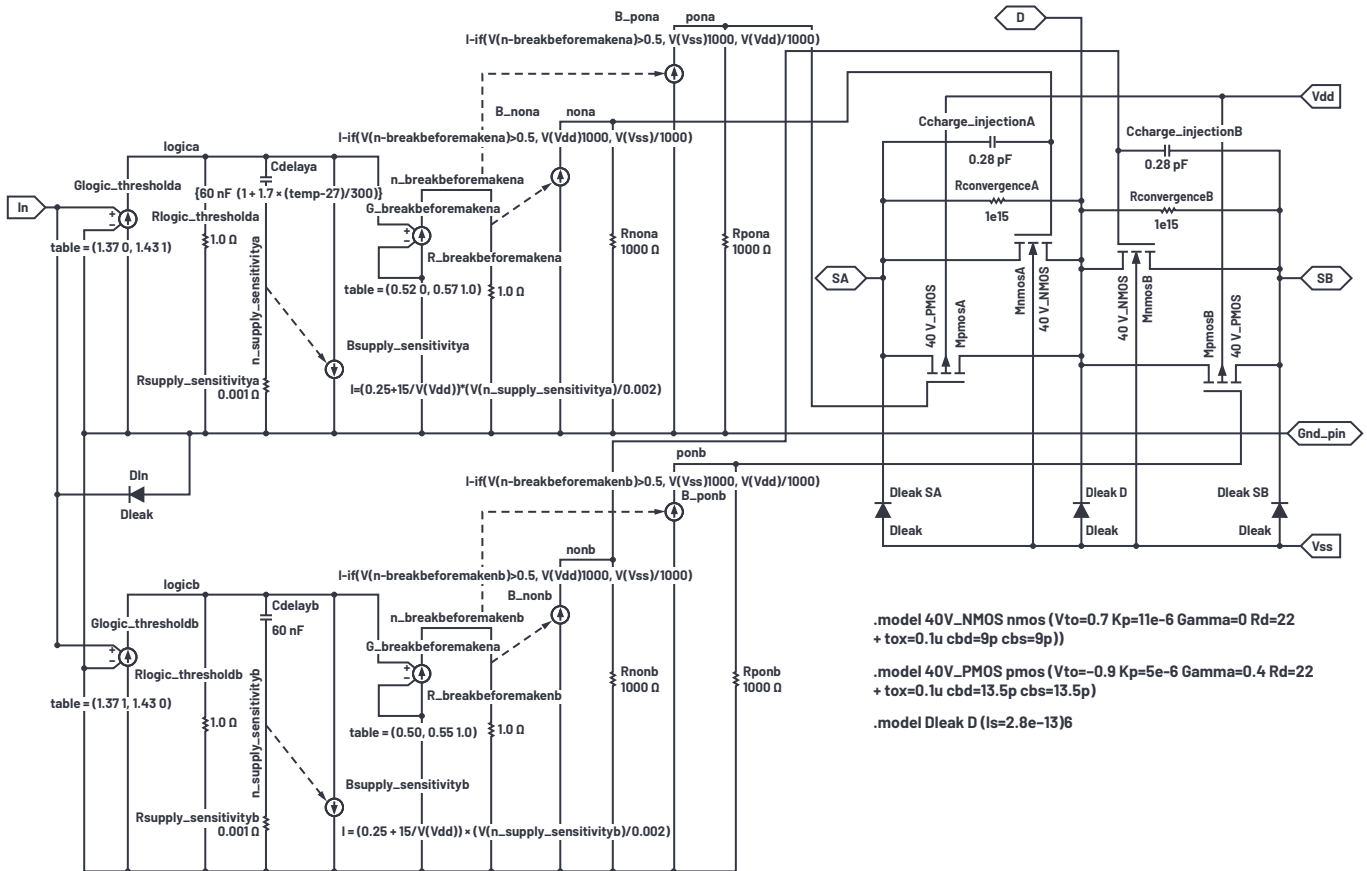 B_pona
pona
D
I-if(V(n-breakbeforemakena)>0.5, V(Vss)1000, V(Vdd)/1000)
Vdd
B_nona
nona
I-if(V(n-breakbeforemakena)>0.5, V(Vdd)1000, V(Vss)/1000)
Ccharge_injectionA
0.28 pF
Ccharge_injectionB
0.28 pF
logica
Cdelaya
{60 nF (1 + 1.7 × (temp-27)/300)}
n_breakbeforemakena
Glogic_thresholda
In
+
–
table = (1.37 0, 1.43 1)
Rlogic_thresholda
1.0 Ω
G_breakbeforemakena
+
–
R_breakbeforemakena
table = (0.52 0, 0.57 1.0)
1.0 Ω
Rnona
1000 Ω
Rpona
1000 Ω
RconvergenceA
1e15
RconvergenceB
1e15
n_supply_sensitivitya
SA
MnmosA
40 V_NMOS
40 V_NMOS
MnmosB
SB
40 V_PMOS
MpmosA
MpmosB
40 V_PMOS
Bsupply_sensitivitya
Rsupply_sensitivitya
0.001 Ω
I=(0.25+15/V(Vdd))*(V(n_supply_sensitivitya)/0.002)
Gnd_pin
DIn
Dleak
ponb
I-if(V(n-breakbeforemakenb)>0.5, V(Vss)1000, V(Vdd)/1000)
B_ponb
Dleak SA
Dleak
Dleak D
Dleak
Dleak SB
Dleak
Vss
nonb
I-if(V(n-breakbeforemakenb)>0.5, V(Vdd)1000, V(Vss)/1000)
B_nonb
logicb
Cdelayb
60 nF
n_breakbeforemakenb
Glogic_thresholdb
+
–
G_breakbeforemakena
+
–
Rlogic_thresholdb
table = (1.37 1, 1.43 0)
1.0 Ω
R_breakbeforemakenb
table = (0.50, 0.55 1.0)
1.0 Ω
Rnonb
1000 Ω
Rponb
1000 Ω
n_supply_sensitivityb
Bsupply_sensitivityb
Rsupply_sensitivityb
0.001 Ω
I = (0.25 + 15/V(Vdd)) × (V(n_supply_sensitivityb)/0.002)
.model 40V_NMOS nmos (Vto=0.7 Kp=11e-6 Gamma=0 Rd=22
+ tox=0.1u cbd=9p cbs=9p))
.model 40V_PMOS pmos (Vto=–0.9 Kp=5e-6 Gamma=0.4 Rd=22
+ tox=0.1u cbd=13.5p cbs=13.5p)
.model Dleak D (Is=2.8e-13)6